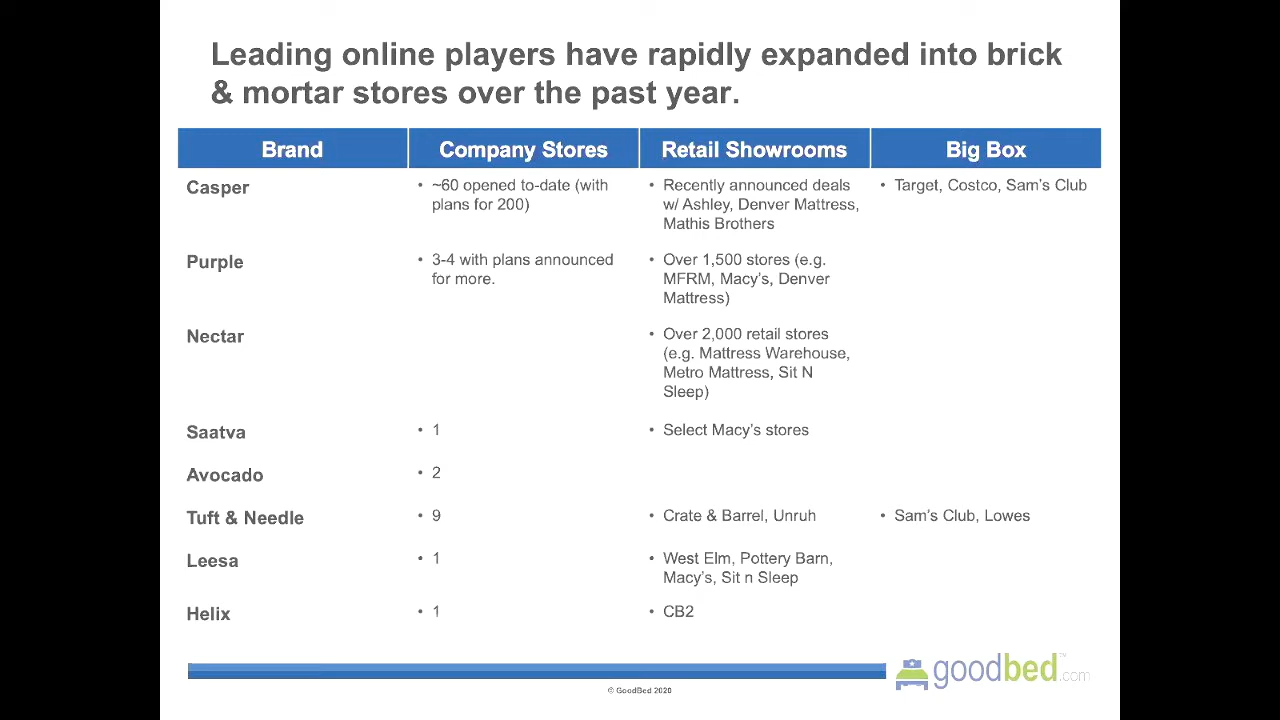 Leading online players have rapidly expanded into brick
& mortar stores over the past year.
Brand
Company Stores
Retail Showrooms
Big Box
Casper
• ~60 opened to-date (with
plans for 200)
• Recently announced deals
w/ Ashley, Denver Mattress,
Mathis Brothers
• Target, Costco, Sam's Club
Purple
• 3-4 with plans announced
for more.
• Over 1,500 stores (e.g.
MFRM, Macy's, Denver
Mattress)
Nectar
• Over 2,000 retail stores
(e.g. Mattress Warehouse,
Metro Mattress, Sit N
Sleep)
Saatva
• 1
• Select Macy's stores
Avocado
• 2
Tuft & Needle
• 9
• Crate & Barrel, Unruh
• Sam's Club, Lowes
Leesa
• 1
• West Elm, Pottery Barn,
Macy's, Sit n Sleep
Helix
• 1
• CB2
goodbed.com™
© GoodBed 2020